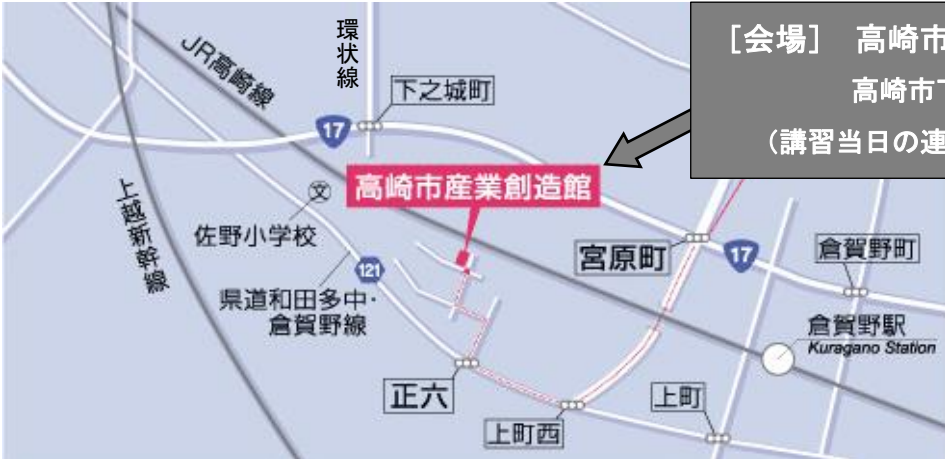 [会場] 高崎市
高崎市下
(講習当日の連
環状線
JR高崎線
下之城町
17
高崎市産業創造館
文
佐野小学校
上越新幹線
121
県道和田多中・
倉賀野線
宮原町
17
倉賀野町
倉賀野駅
Kuragano Station
正六
上町西
上町